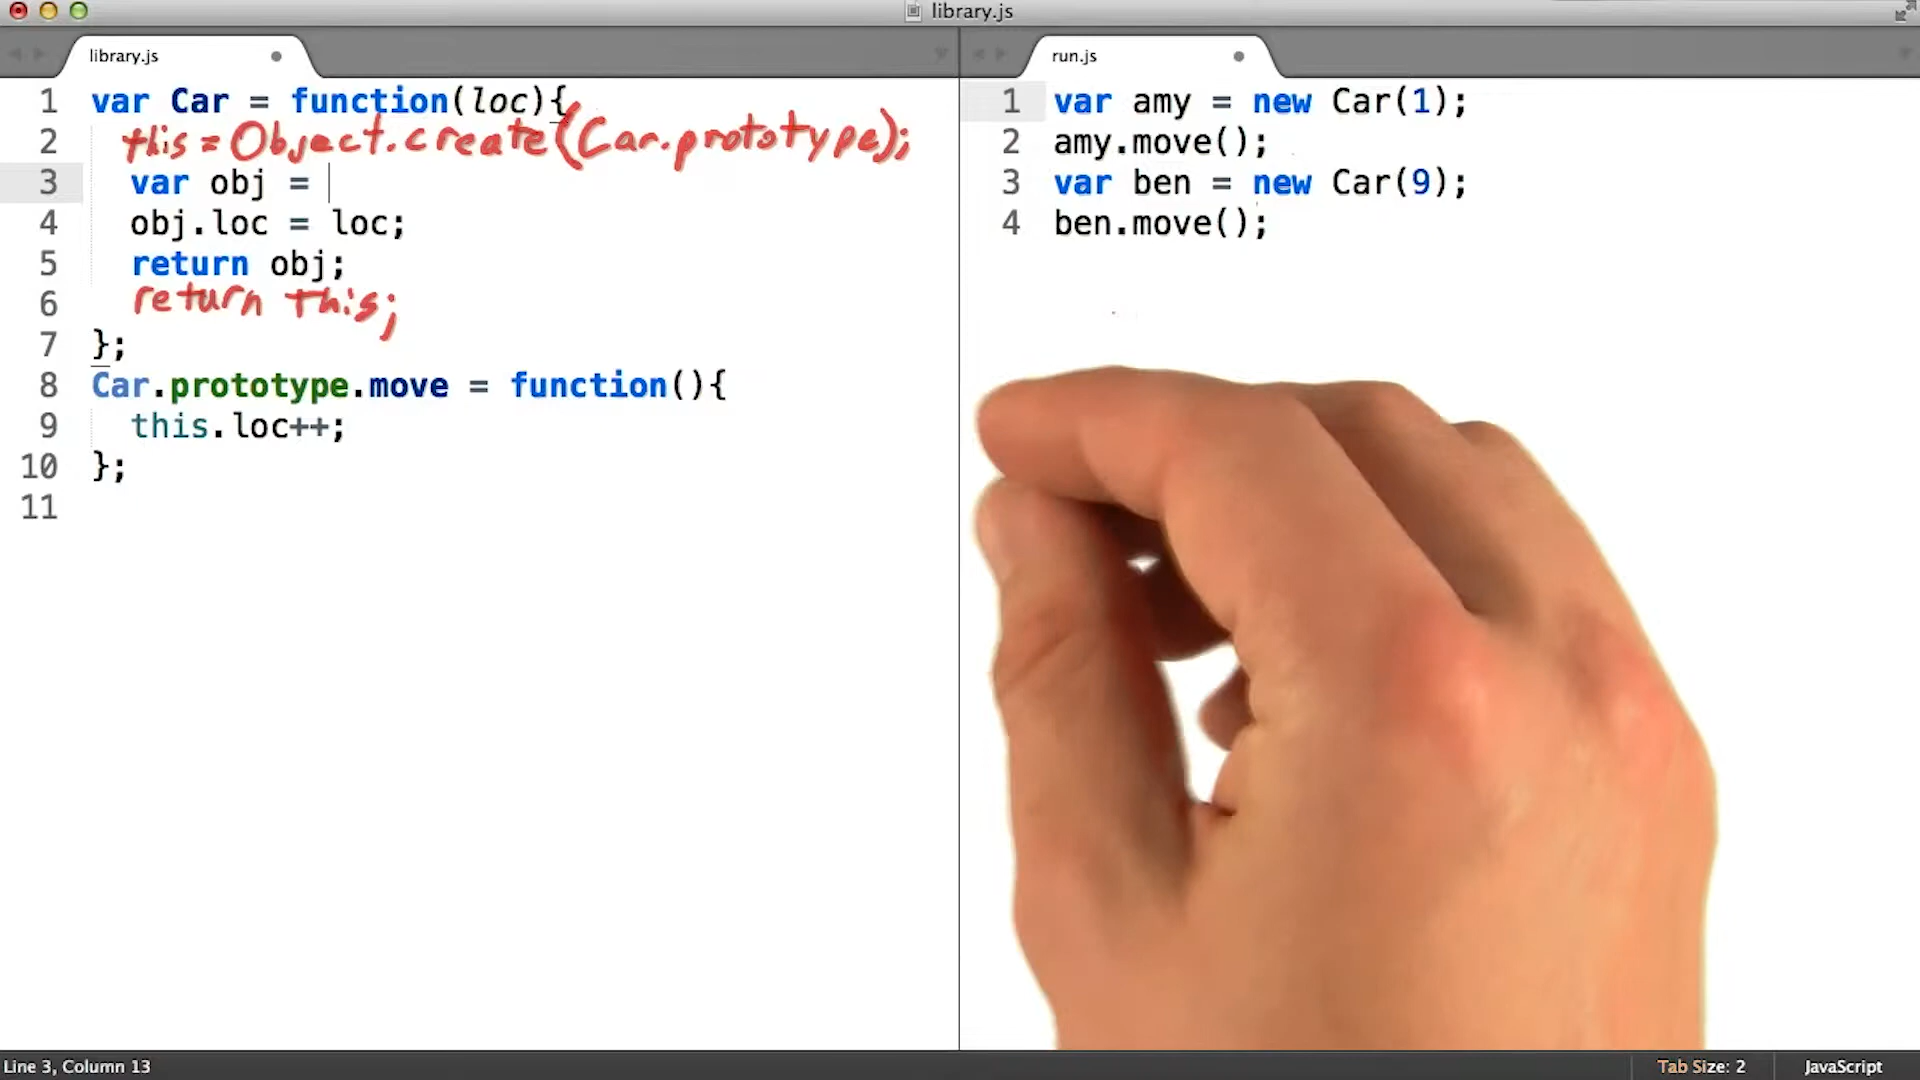 library.js
library.js
run.js
1 var Car = function(loc){
2 this = Object.create(Car.prototype);
3 var obj =
4 obj.loc = loc;
5 return obj;
6 return this;
7 };
8 Car.prototype.move = function(){
9 this.loc++;
10 };
11
1 var amy = new Car(1);
2 amy.move();
3 var ben = new Car(9);
4 ben.move();
Line 3, Column 13
Tab Size: 2
JavaScript